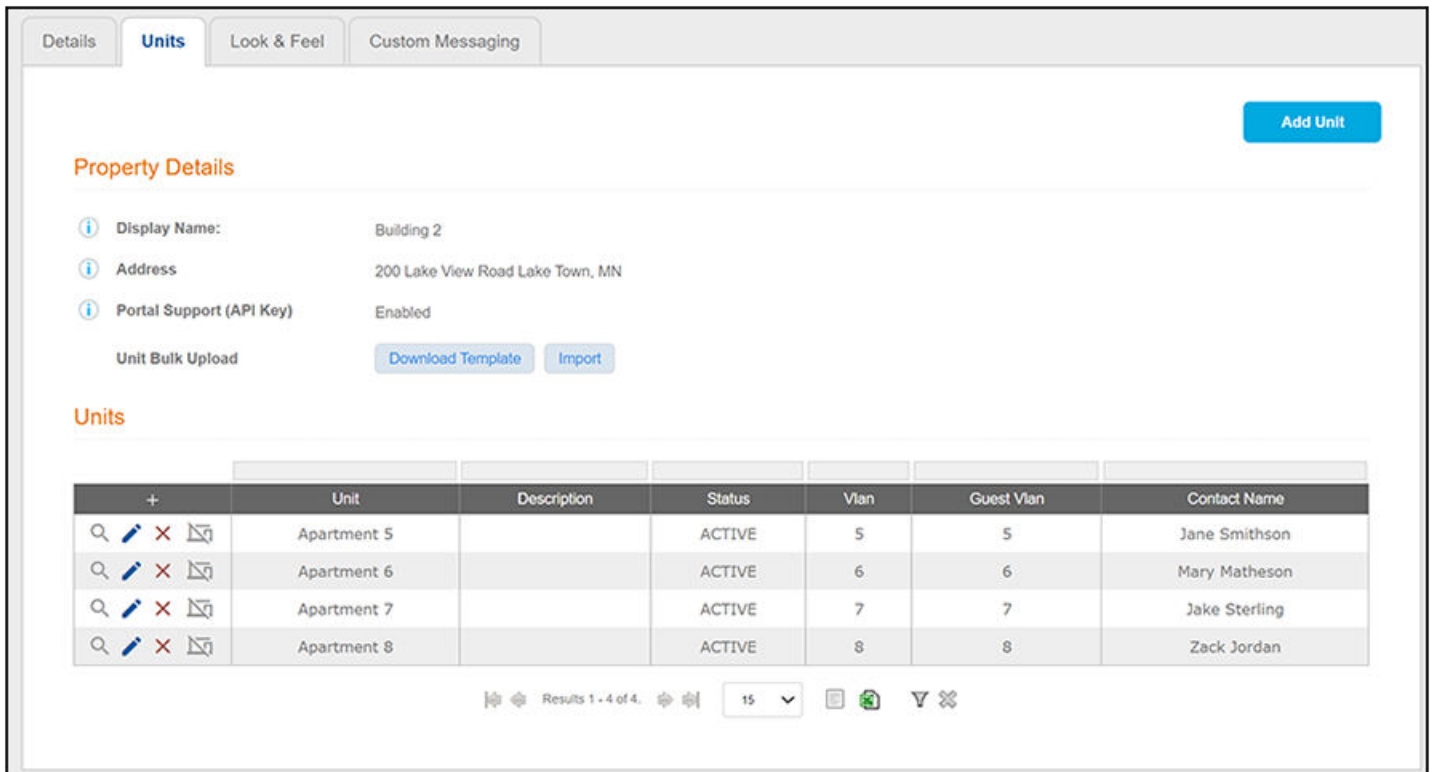 Details Units Look & Feel Custom Messaging
Add Unit
Property Details
Display Name: Building 2
Address 200 Lake View Road Lake Town, MN
Portal Support (API Key) Enabled
Unit Bulk Upload Download Template Import
Units
+ Unit Description Status Vlan Guest Vlan Contact Name
Apartment 5 ACTIVE 5 5 Jane Smithson
Apartment 6 ACTIVE 6 6 Mary Matheson
Apartment 7 ACTIVE 7 7 Jake Sterling
Apartment 8 ACTIVE 8 8 Zack Jordan
Results 1 - 4 of 4. 15